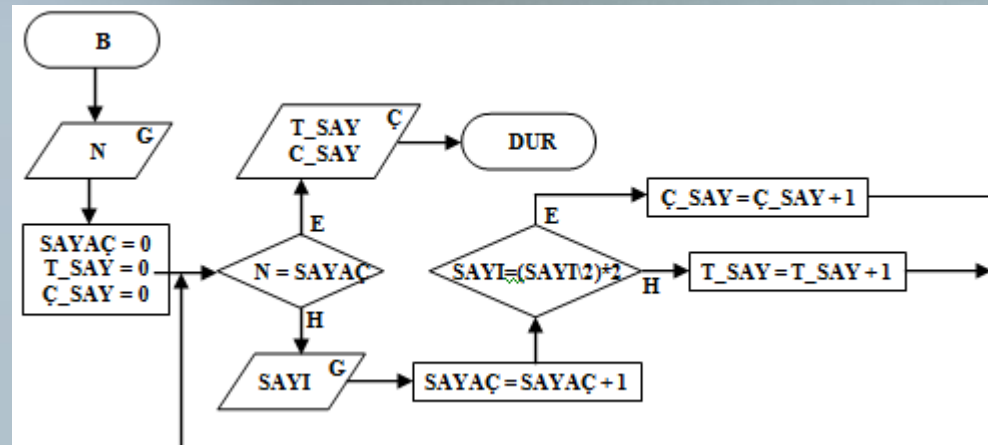 B
G
N
SAYAÇ = 0
T_SAY = 0
Ç_SAY = 0
Ç
T_SAY
C_SAY
DUR
E
N = SAYAÇ
H
G
SAYI
SAYAÇ = SAYAÇ + 1
SAYI=(SAYI\2)*2
E
H
Ç_SAY = Ç_SAY + 1
T_SAY = T_SAY + 1